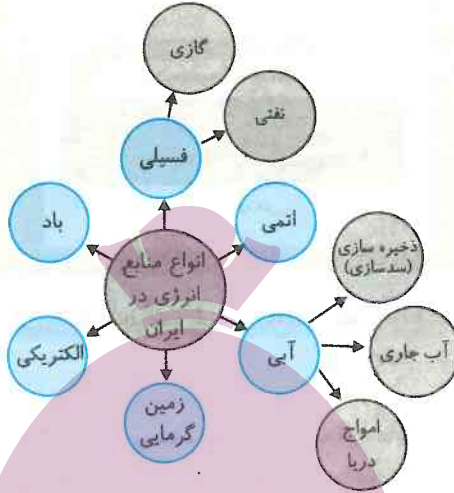 گازی
نفتی
فسیلی
باد
اتمی
انواع منابع
انرژی در
ایران
ذخیره سازی
(سدسازی)
الکتریکی
آبی
آب جاری
زمین
گرمایی
امواج
دریا